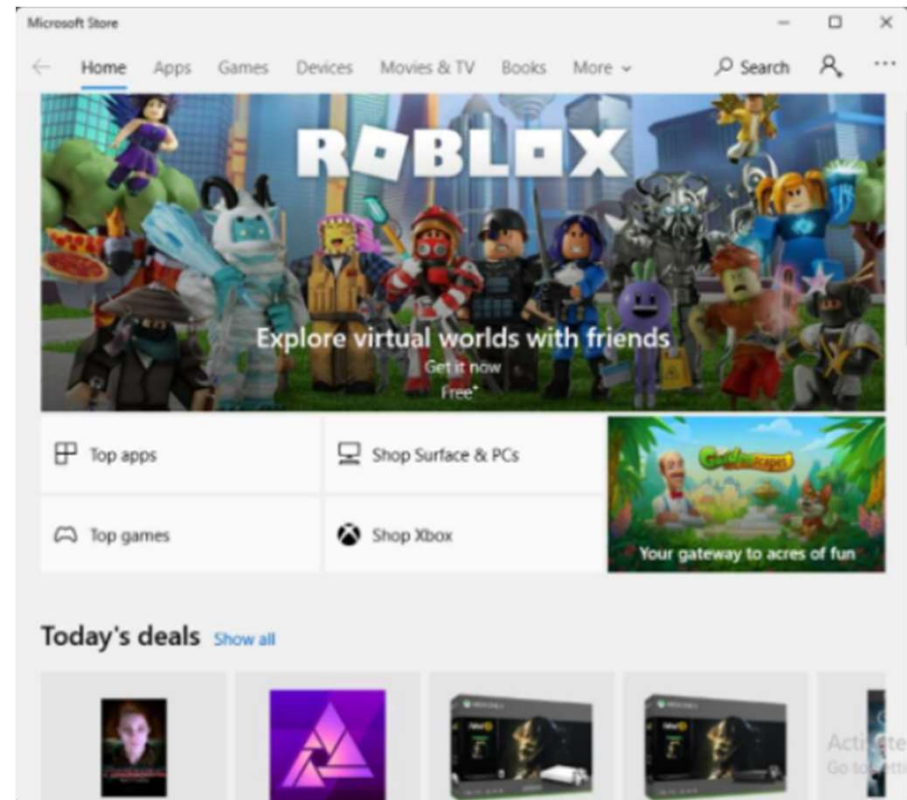 Microsoft Store
Home Apps Games Devices Movies & TV Books More Search
ROBLOX
Explore virtual worlds with friends
Get it now
Free+
Top apps
Shop Surface & PCs
Gardenscapes
Top games
Shop Xbox
Your gateway to acres of fun
Today's deals Show all